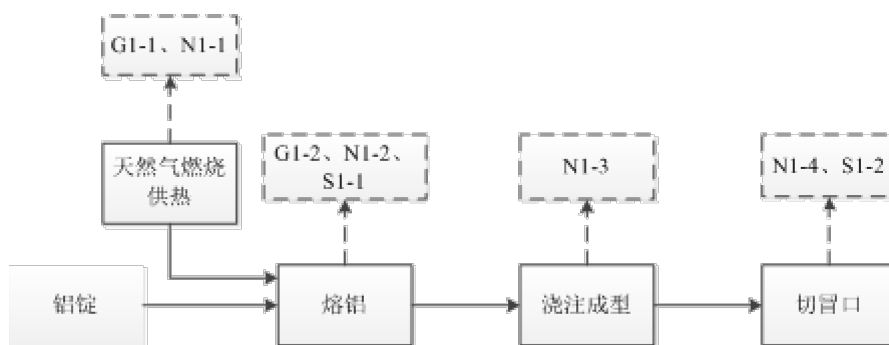 G1-1、N1-1
天然气燃烧
供热
G1-2、N1-2、
S1-1
N1-3
N1-4、S1-2
铝锭
熔铝
浇注成型
切冒口